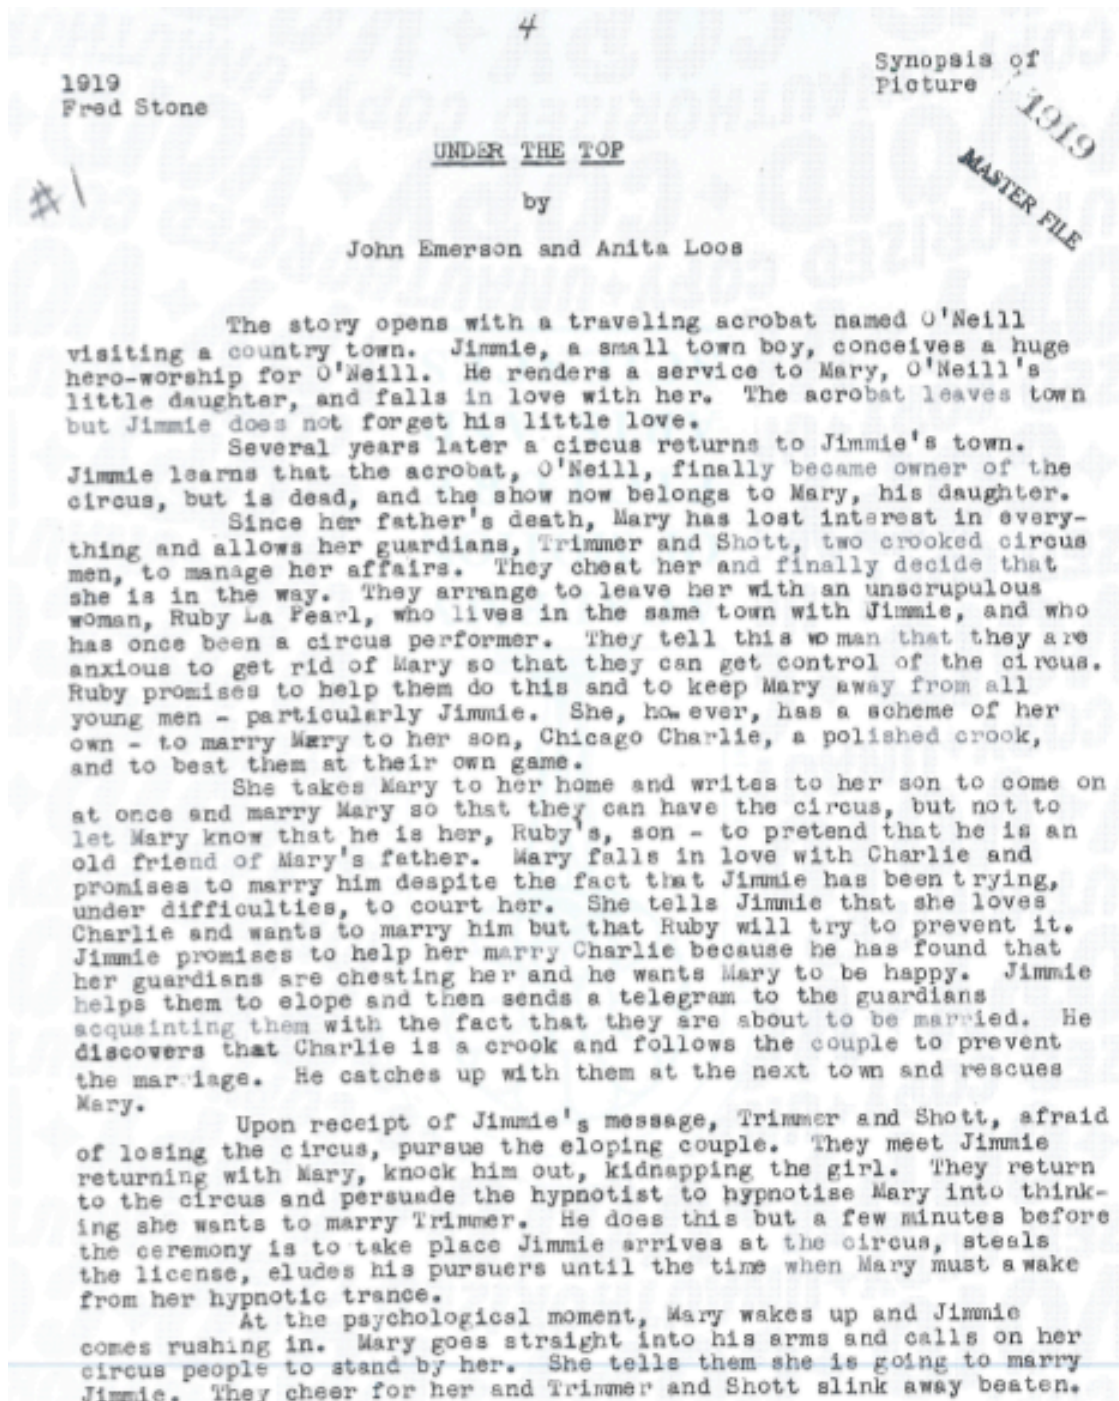 4
1919
Fred Stone
Synopsis of
Picture
1919
MASTER FILE
#1
UNDER THE TOP
by
John Emerson and Anita Loos
The story opens with a traveling acrobat named O'Neill
visiting a country town. Jimmie, a small town boy, conceives a huge
hero-worship for O'Neill. He renders a service to Mary, O'Neill's
little daughter, and falls in love with her. The acrobat leaves town
but Jimmie does not forget his little love.
Several years later a circus returns to Jimmie's town.
Jimmie learns that the acrobat, O'Neill, finally became owner of the
circus, but is dead, and the show now belongs to Mary, his daughter.
Since her father's death, Mary has lost interest in every-
thing and allows her guardians, Trimmer and Shott, two crooked circus
men, to manage her affairs. They cheat her and finally decide that
she is in the way. They arrange to leave her with an unscrupulous
woman, Ruby La Pearl, who lives in the same town with Jimmie, and who
has once been a circus performer. They tell this wo man that they are
anxious to get rid of Mary so that they can get control of the circus.
Ruby promises to help them do this and to keep Mary away from all
young men - particularly Jimmie. She, how ever, has a scheme of her
own - to marry Mary to her son, Chicago Charlie, a polished crook,
and to beat them at their own game.
She takes Mary to her home and writes to her son to come on
at once and marry Mary so that they can have the circus, but not to
let Mary know that he is her, Ruby's, son - to pretend that he is an
old friend of Mary's father. Mary falls in love with Charlie and
promises to marry him despite the fact that Jimmie has been trying,
under difficulties, to court her. She tells Jimmie that she loves
Charlie and wants to marry him but that Ruby will try to prevent it.
Jimmie promises to help her marry Charlie because he has found that
her guardians are cheating her and he wants Mary to be happy. Jimmie
helps them to elope and then sends a telegram to the guardians
acquainting them with the fact that they are about to be married. He
discovers that Charlie is a crook and follows the couple to prevent
the marriage. He catches up with them at the next town and rescues
Mary.
Upon receipt of Jimmie's message, Trimmer and Shott, afraid
of losing the circus, pursue the eloping couple. They meet Jimmie
returning with Mary, knock him out, kidnapping the girl. They return
to the circus and persuade the hypnotist to hypnotise Mary into think-
ing she wants to marry Trimmer. He does this but a few minutes before
the ceremony is to take place Jimmie arrives at the circus, steals
the license, eludes his pursuers until the time when Mary must awake
from her hypnotic trance.
At the psychological moment, Mary wakes up and Jimmie
comes rushing in. Mary goes straight into his arms and calls on her
circus people to stand by her. She tells them she is going to marry
Jimmie. They cheer for her and Trimmer and Shott slink away beaten.